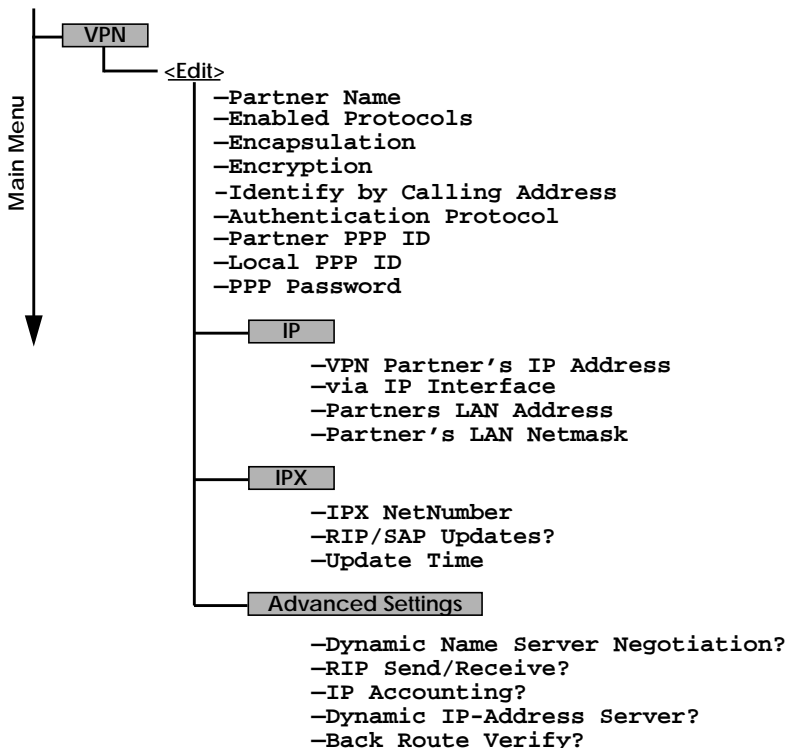 VPN
<Edit>
Main Menu
—Partner Name
—Enabled Protocols
—Encapsulation
—Encryption
-Identify by Calling Address
—Authentication Protocol
—Partner PPP ID
—Local PPP ID
—PPP Password
IP
—VPN Partner's IP Address
—via IP Interface
—Partners LAN Address
—Partner's LAN Netmask
IPX
—IPX NetNumber
—RIP/SAP Updates?
—Update Time
Advanced Settings
—Dynamic Name Server Negotiation?
—RIP Send/Receive?
—IP Accounting?
—Dynamic IP-Address Server?
—Back Route Verify?